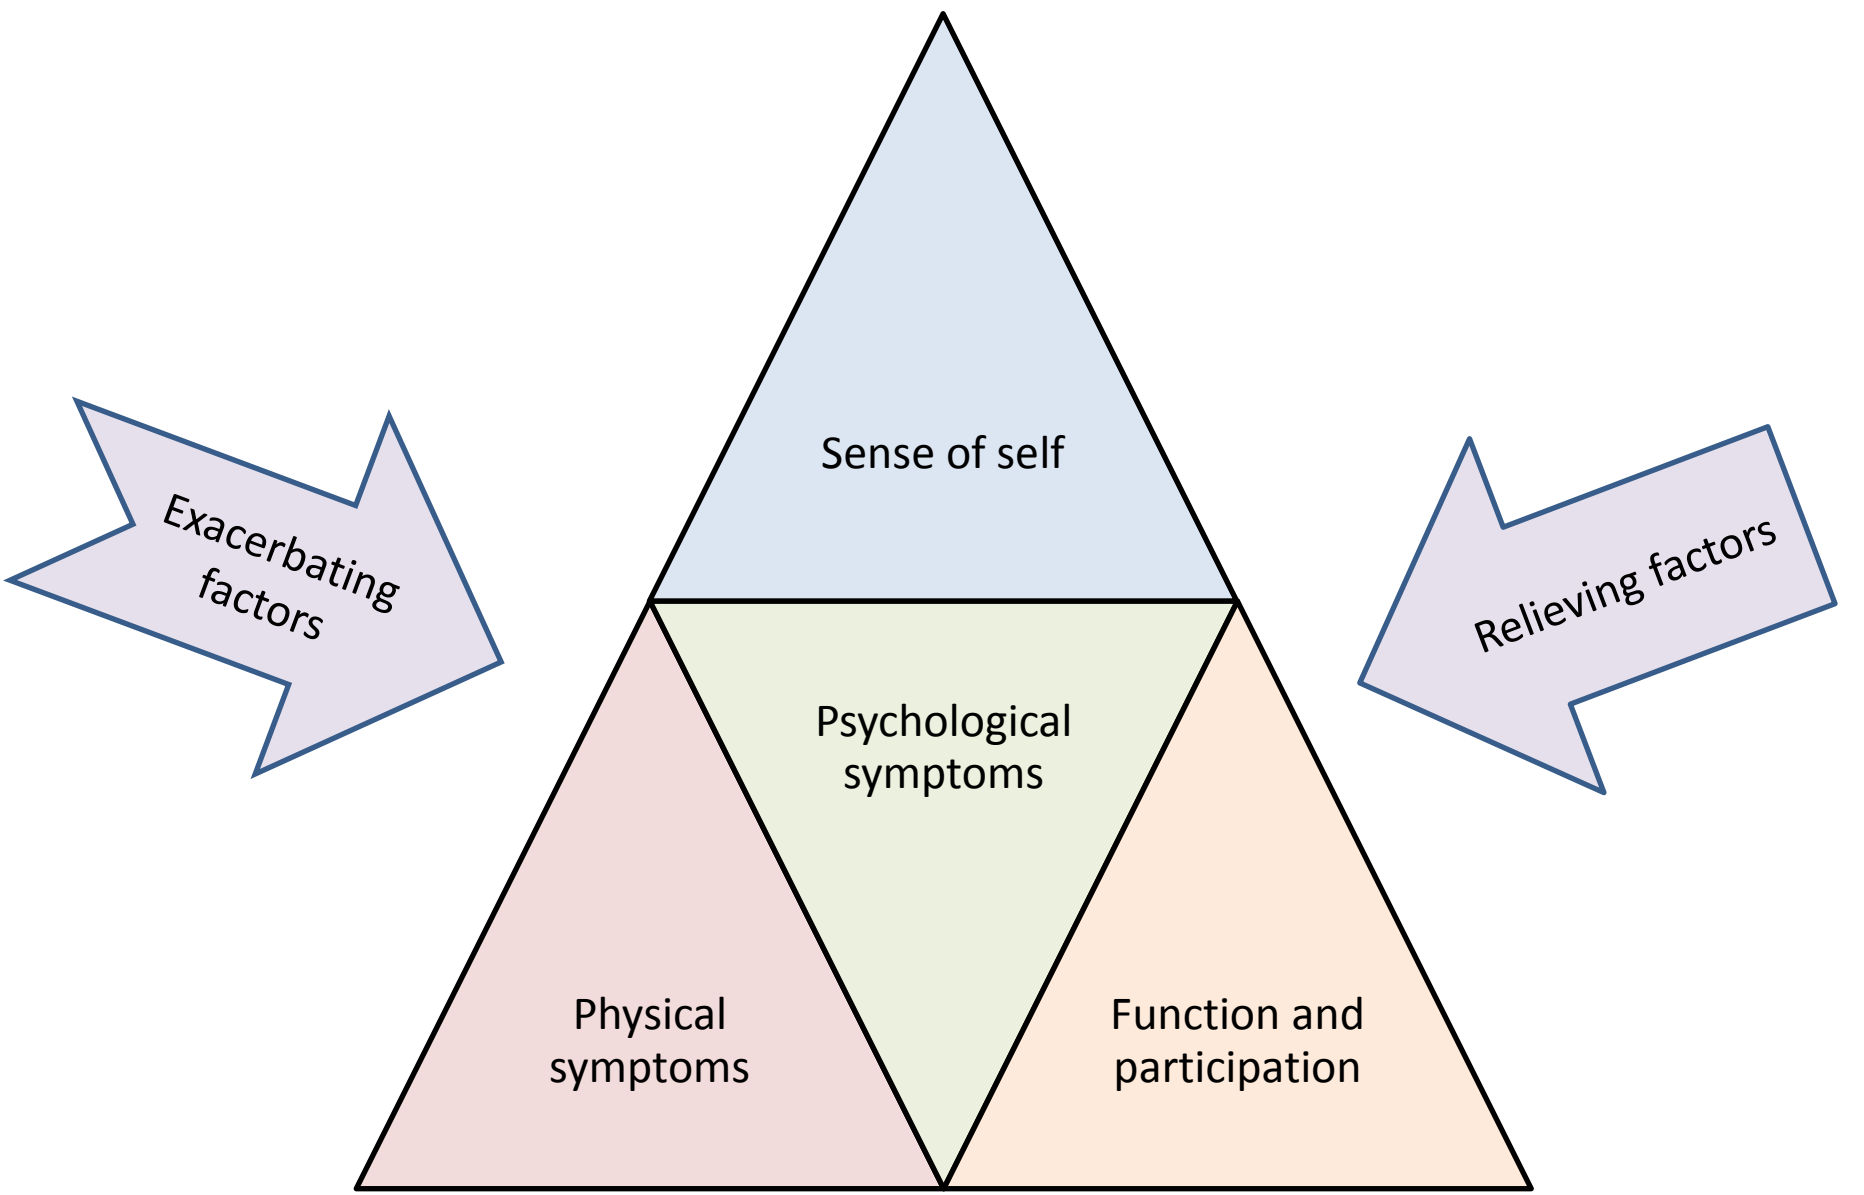 Sense of self
Exacerbating
factors
Relieving factors
Psychological
symptoms
Physical
symptoms
Function and
participation